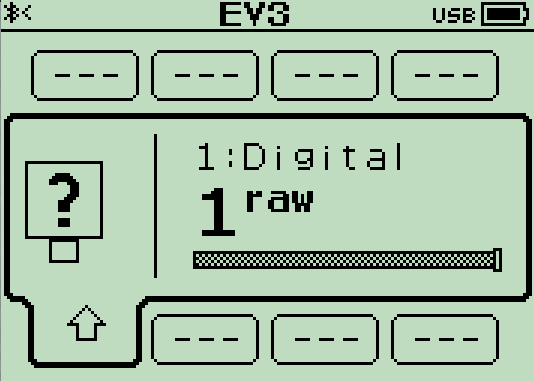 EV3 USB
--- --- --- ---
?
1:Digital
1 raw
--- --- ---